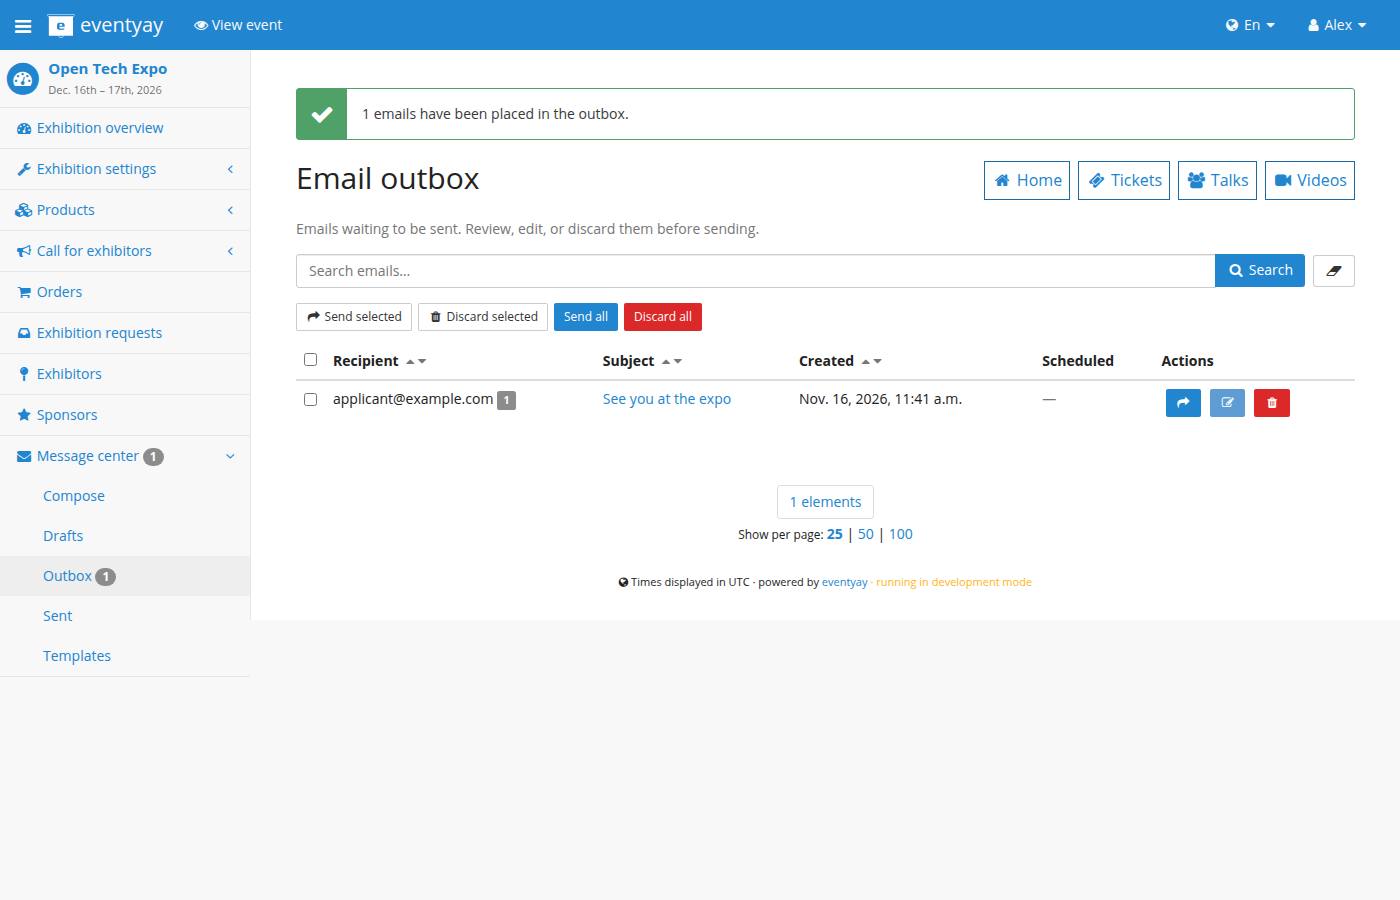 e eventyay
View event
En
Alex
Open Tech Expo
Dec. 16th – 17th, 2026
Exhibition overview
Exhibition settings
Products
Call for exhibitors
Orders
Exhibition requests
Exhibitors
Sponsors
Message center 1
Compose
Drafts
Outbox 1
Sent
Templates
1 emails have been placed in the outbox.
Email outbox
Home
Tickets
Talks
Videos
Emails waiting to be sent. Review, edit, or discard them before sending.
Search emails...
Search
Send selected
Discard selected
Send all
Discard all
Recipient Subject Created Scheduled Actions
applicant@example.com 1 See you at the expo Nov. 16, 2026, 11:41 a.m. —
1 elements
Show per page: 25 | 50 | 100
Times displayed in UTC · powered by eventyay · running in development mode